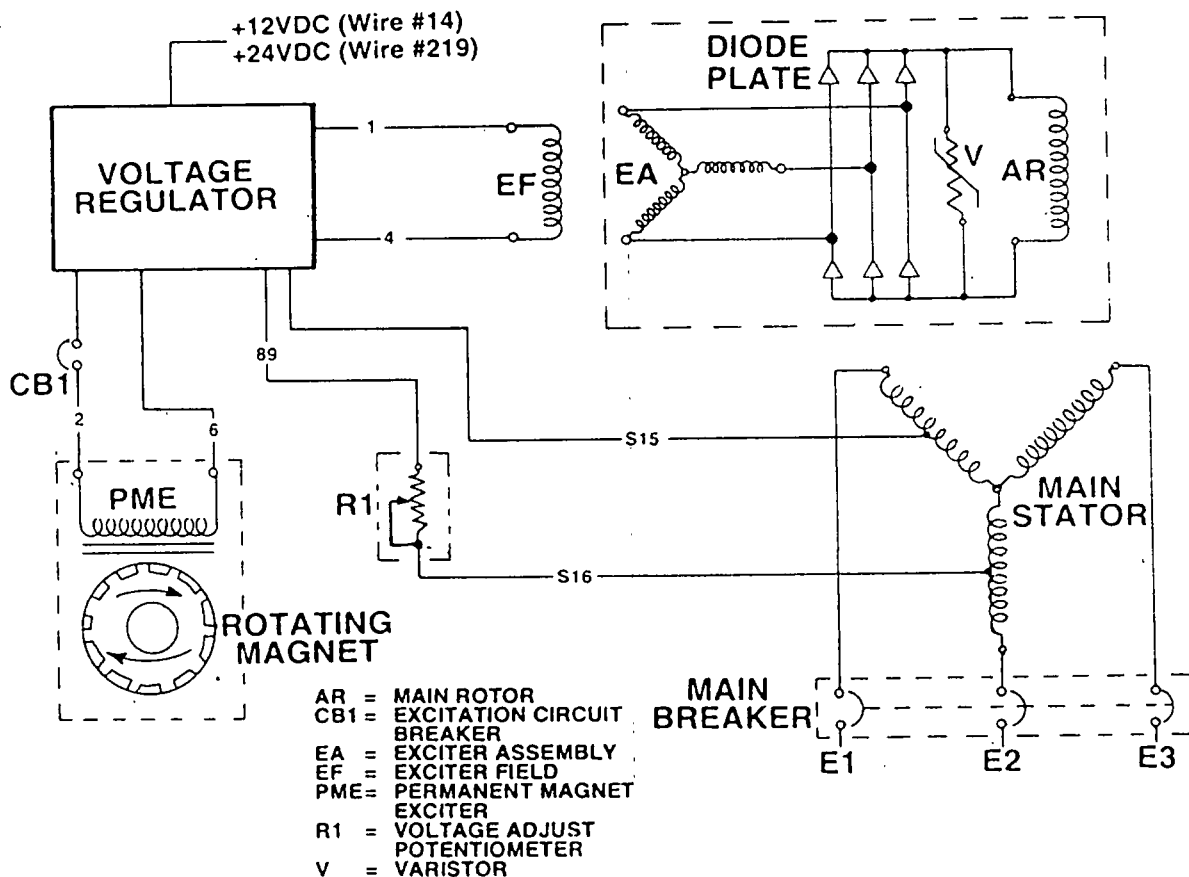 +12VDC (Wire #14)
+24VDC (Wire #219)
VOLTAGE
REGULATOR
1
4
EF
DIODE
PLATE
EA
V
AR
CB1
2
6
89
S15
S16
PME
R1
ROTATING
MAGNET
MAIN
STATOR
MAIN
BREAKER
E1
E2
E3
AR = MAIN ROTOR
CB1= EXCITATION CIRCUIT
BREAKER
EA = EXCITER ASSEMBLY
EF = EXCITER FIELD
PME= PERMANENT MAGNET
EXCITER
R1 = VOLTAGE ADJUST
POTENTIOMETER
V = VARISTOR